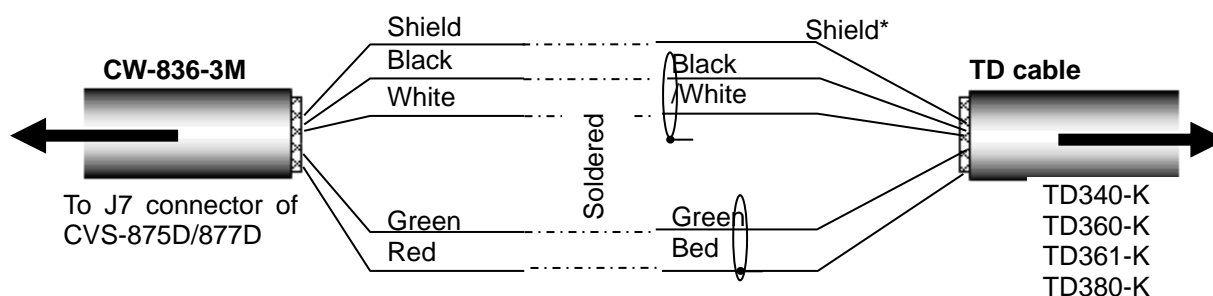 Shield
Black
White
CW-836-3M
To J7 connector of
CVS-875D/877D
Green
Red
Soldered
Shield*
Black
White
Green
Bed
TD cable
TD340-K
TD360-K
TD361-K
TD380-K